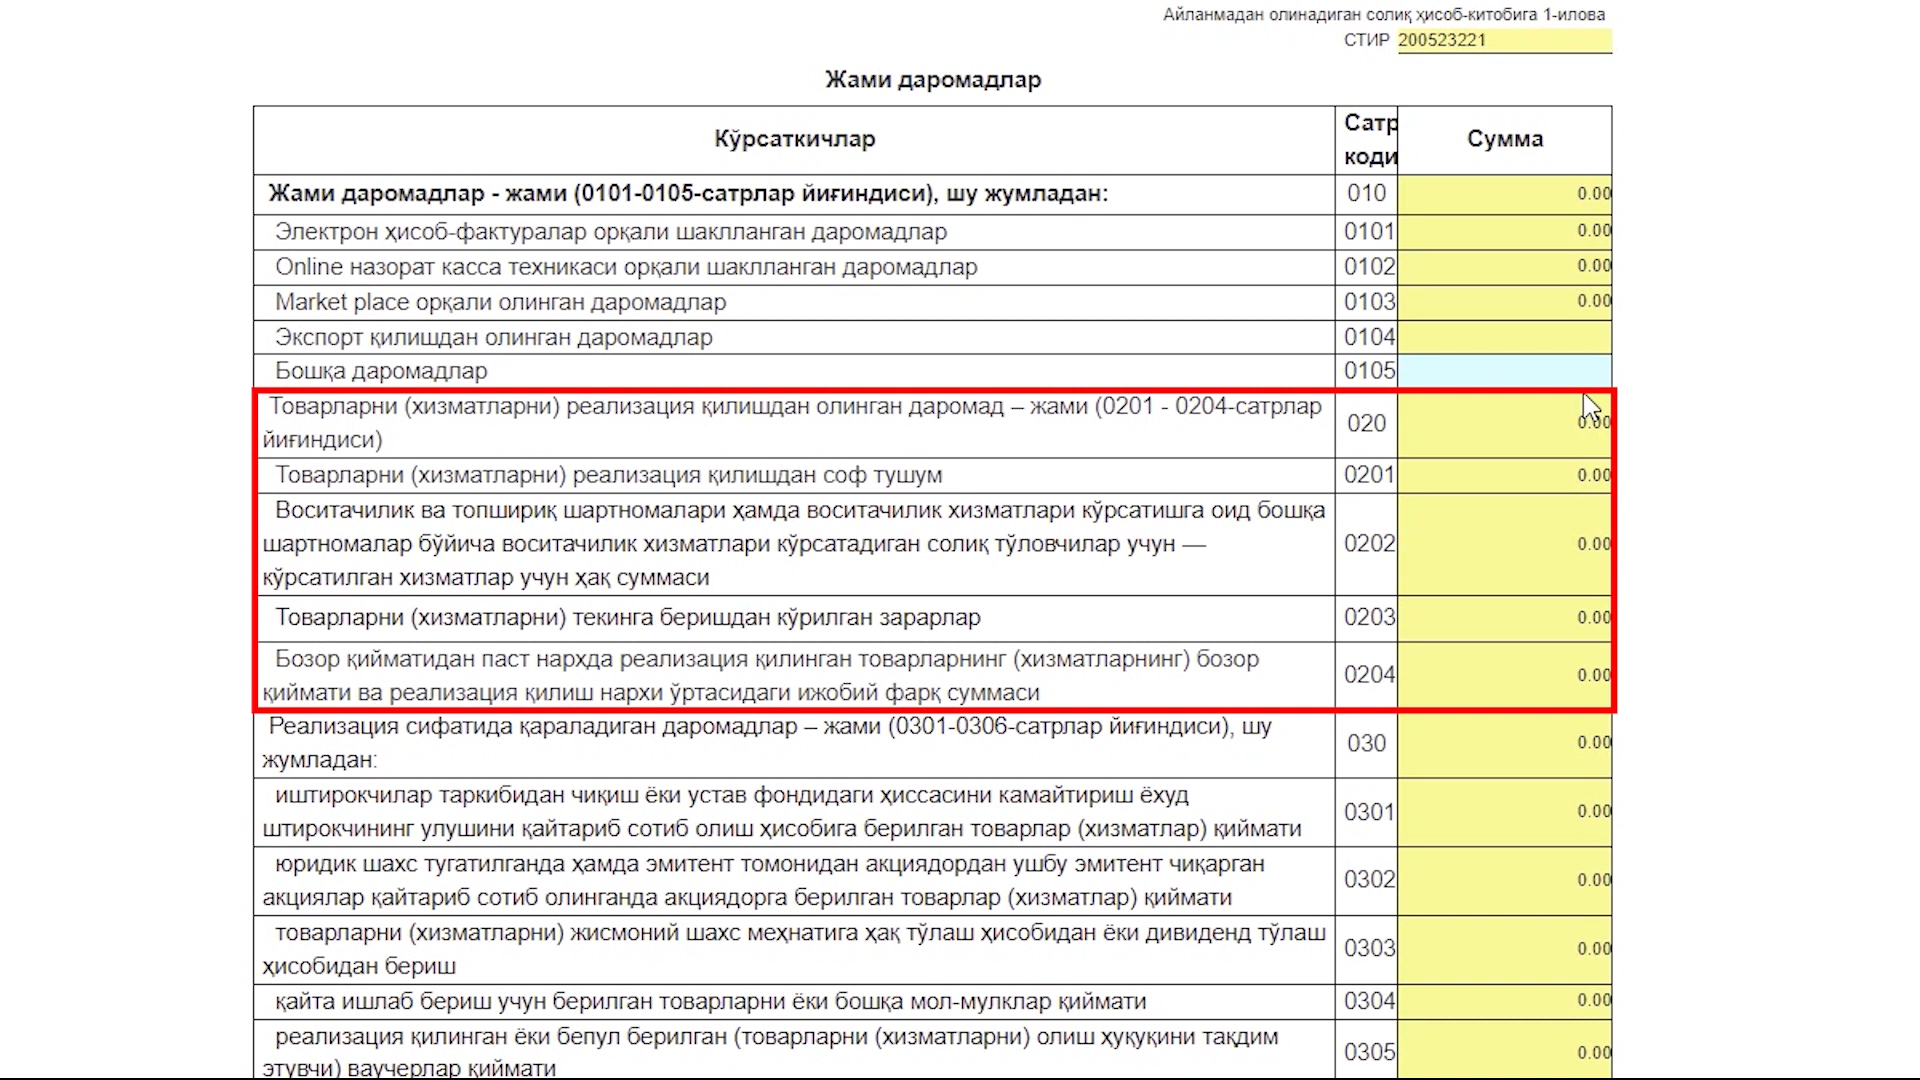 Айланмадан олинадиган солиқ ҳисоб-китобига 1-илова
СТИР 200523221
Жами даромадлар
Кўрсаткичлар
Сатр
коди
Сумма
Жами даромадлар - жами (0101-0105-сатрлар йиғиндиси), шу жумладан: 010 0.00
Электрон ҳисоб-фактуралар орқали шаклланган даромадлар 0101 0.00
Online назорат касса техникаси орқали шаклланган даромадлар 0102 0.00
Market place орқали олинган даромадлар 0103 0.00
Экспорт қилишдан олинган даромадлар 0104
Бошқа даромадлар 0105
Товарларни (хизматларни) реализация қилишдан олинган даромад – жами (0201 - 0204-сатрлар
йиғиндиси) 020 0.00
Товарларни (хизматларни) реализация қилишдан соф тушум 0201 0.00
Воситачилик ва топшириқ шартномалари ҳамда воситачилик хизматлари кўрсатишга оид бошқа
шартномалар бўйича воситачилик хизматлари кўрсатадиган солиқ тўловчилар учун — 0202 0.00
кўрсатилган хизматлар учун ҳақ суммаси
Товарларни (хизматларни) текинга беришдан кўрилган зарарлар 0203 0.00
Бозор қийматидан паст нархда реализация қилинган товарларнинг (хизматларнинг) бозор
қиймати ва реализация қилиш нархи ўртасидаги ижобий фарқ суммаси 0204 0.00
Реализация сифатида қараладиган даромадлар – жами (0301-0306-сатрлар йиғиндиси), шу
жумладан: 030 0.00
иштирокчилар таркибидан чиқиш ёки устав фондидаги ҳиссасини камайтириш ёхуд
штирокчининг улушини қайтариб сотиб олиш ҳисобига берилган товарлар (хизматлар) қиймати 0301 0.00
юридик шахс тугатилганда ҳамда эмитент томонидан акциядордан ушбу эмитент чиқарган
акциялар қайтариб сотиб олинганда акциядорга берилган товарлар (хизматлар) қиймати 0302 0.00
товарларни (хизматларни) жисмоний шахс меҳнатига ҳақ тўлаш ҳисобидан ёки дивиденд тўлаш
ҳисобидан бериш 0303 0.00
қайта ишлаб бериш учун берилган товарларни ёки бошқа мол-мулклар қиймати 0304 0.00
реализация қилинган ёки бепул берилган (товарларни (хизматларни) олиш ҳуқуқини тақдим
этувчи) ваучерлар қиймати 0305 0.00